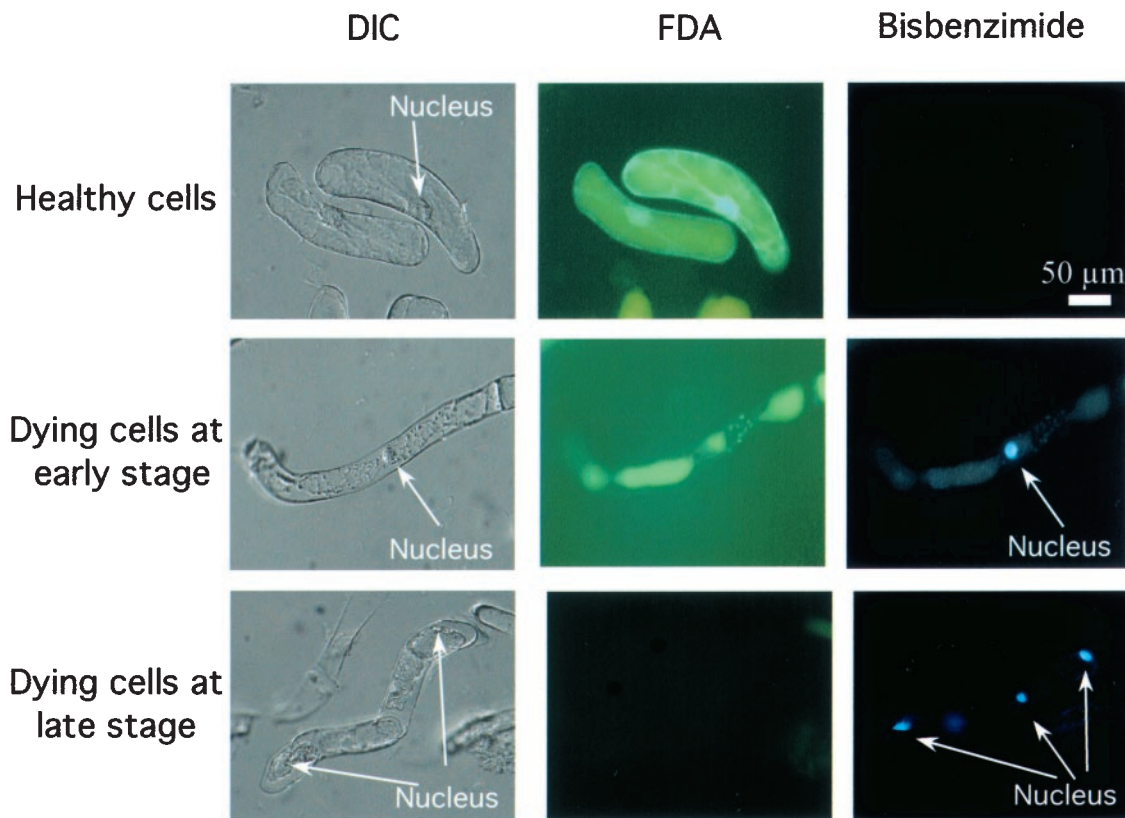 DIC
FDA
Bisbenzimide
Healthy cells
Nucleus
50 µm
Dying cells at
early stage
Nucleus
Nucleus
Dying cells at
late stage
Nucleus
Nucleus